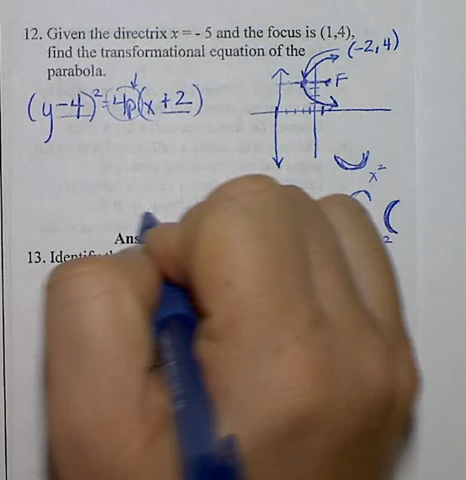 12. Given the directrix x = - 5 and the focus is (1,4),
find the transformational equation of the
parabola.
(-2, 4)
F
(y-4)² = 4p(x + 2)
x²
2
Ans
13. Identif